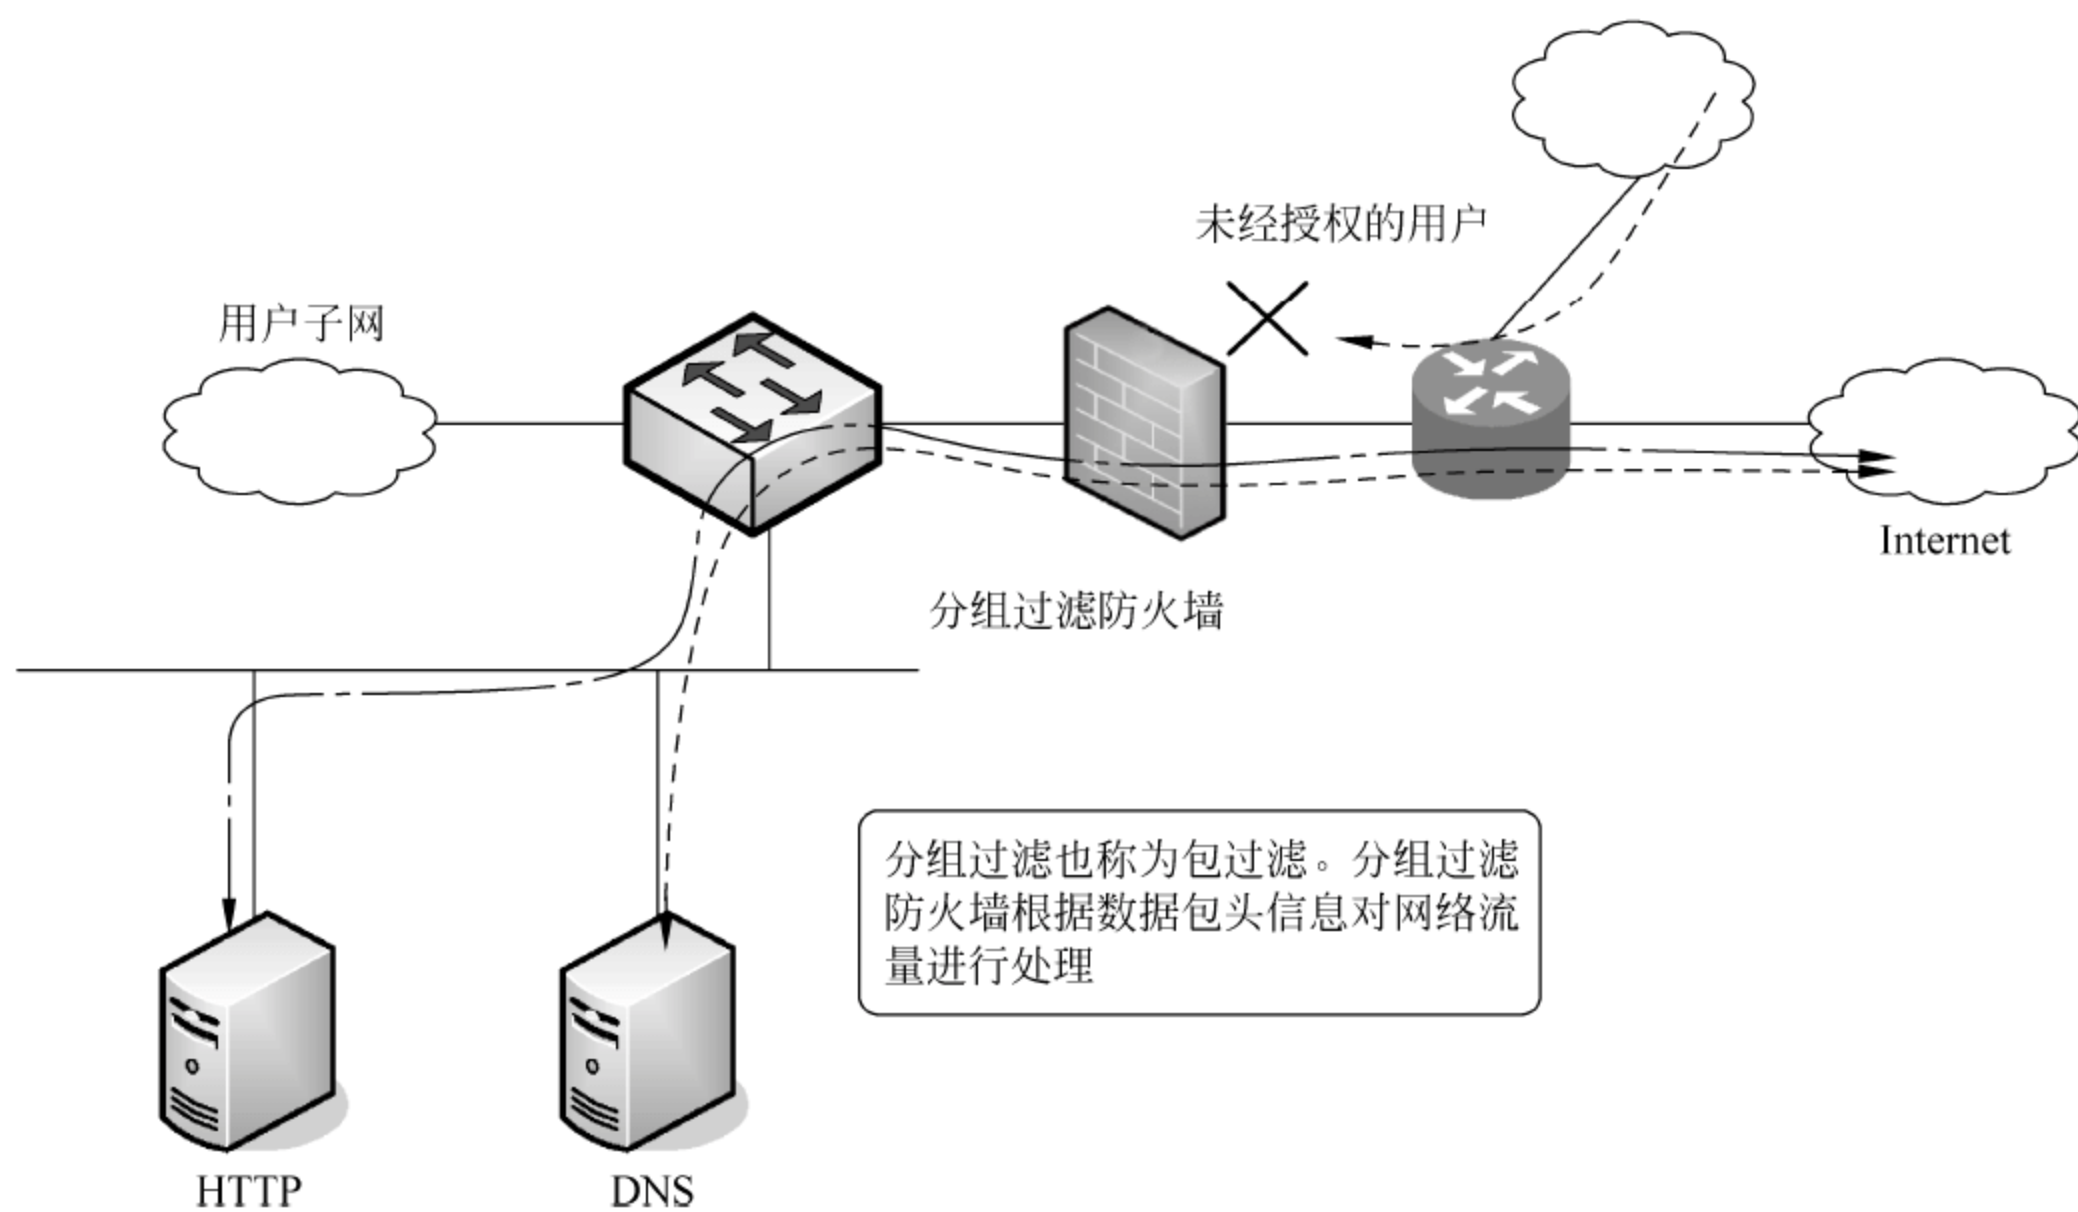 未经授权的用户
用户子网
Internet
分组过滤防火墙
分组过滤也称为包过滤。分组过滤
防火墙根据数据包头信息对网络流
量进行处理
HTTP
DNS